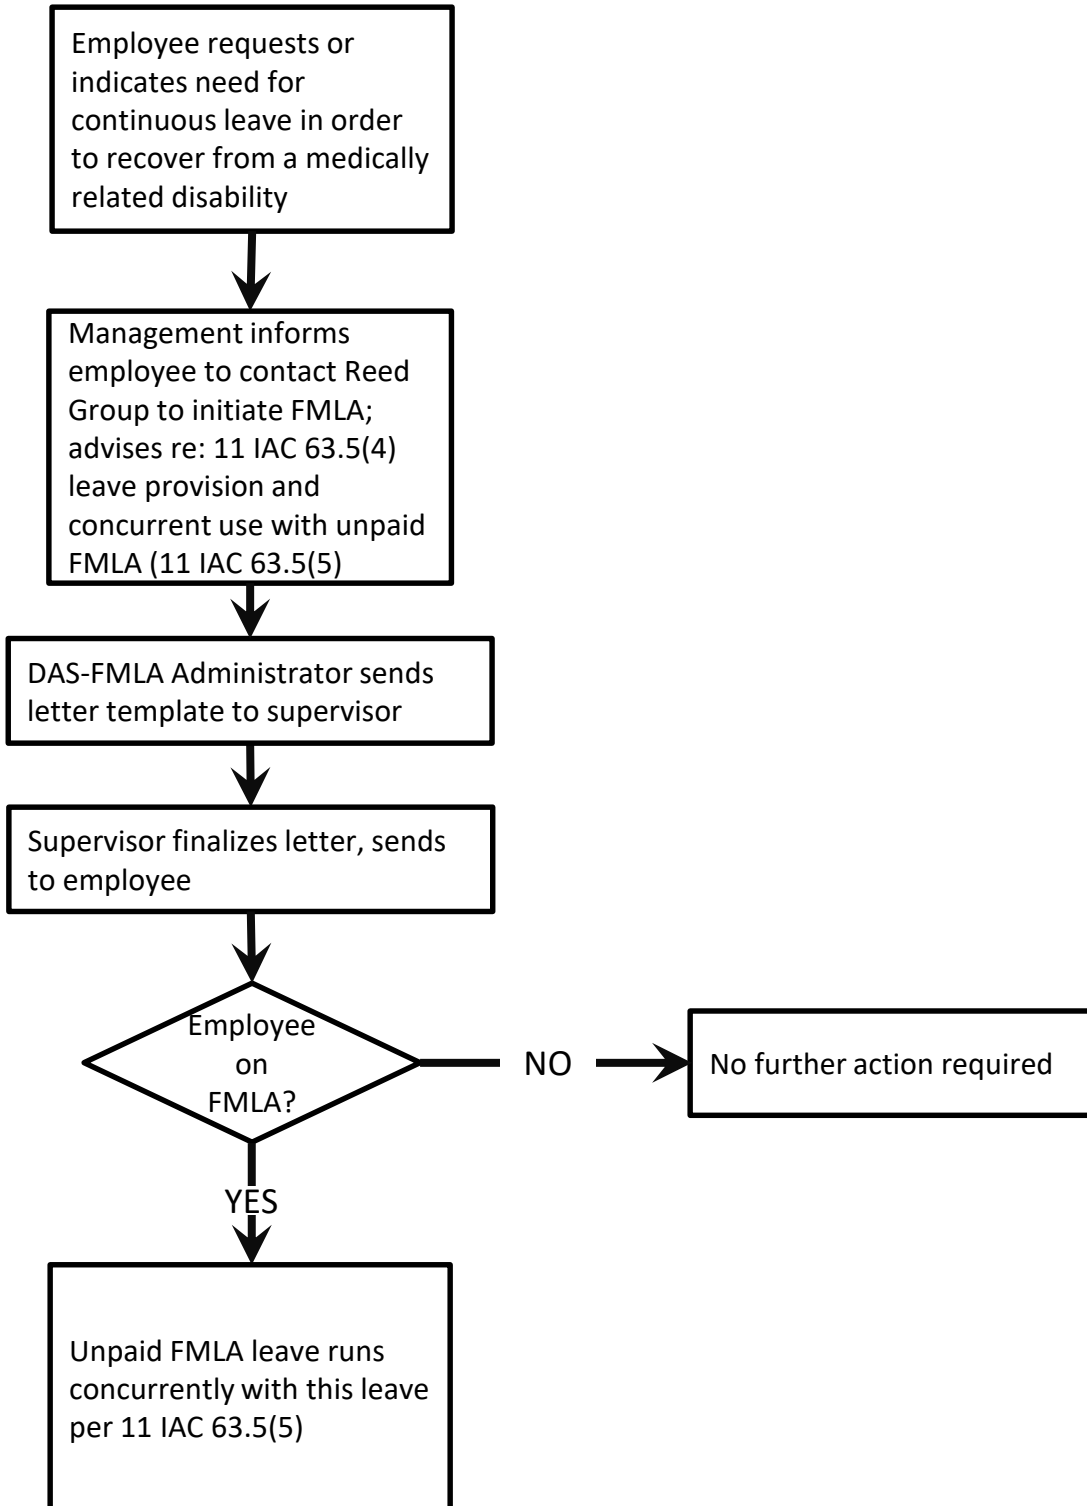 Employee requests or
indicates need for
continuous leave in order
to recover from a medically
related disability
Management informs
employee to contact Reed
Group to initiate FMLA;
advises re: 11 IAC 63.5(4)
leave provision and
concurrent use with unpaid
FMLA (11 IAC 63.5(5)
DAS-FMLA Administrator sends
letter template to supervisor
Supervisor finalizes letter, sends
to employee
Employee
on
FMLA?
NO
No further action required
YES
Unpaid FMLA leave runs
concurrently with this leave
per 11 IAC 63.5(5)